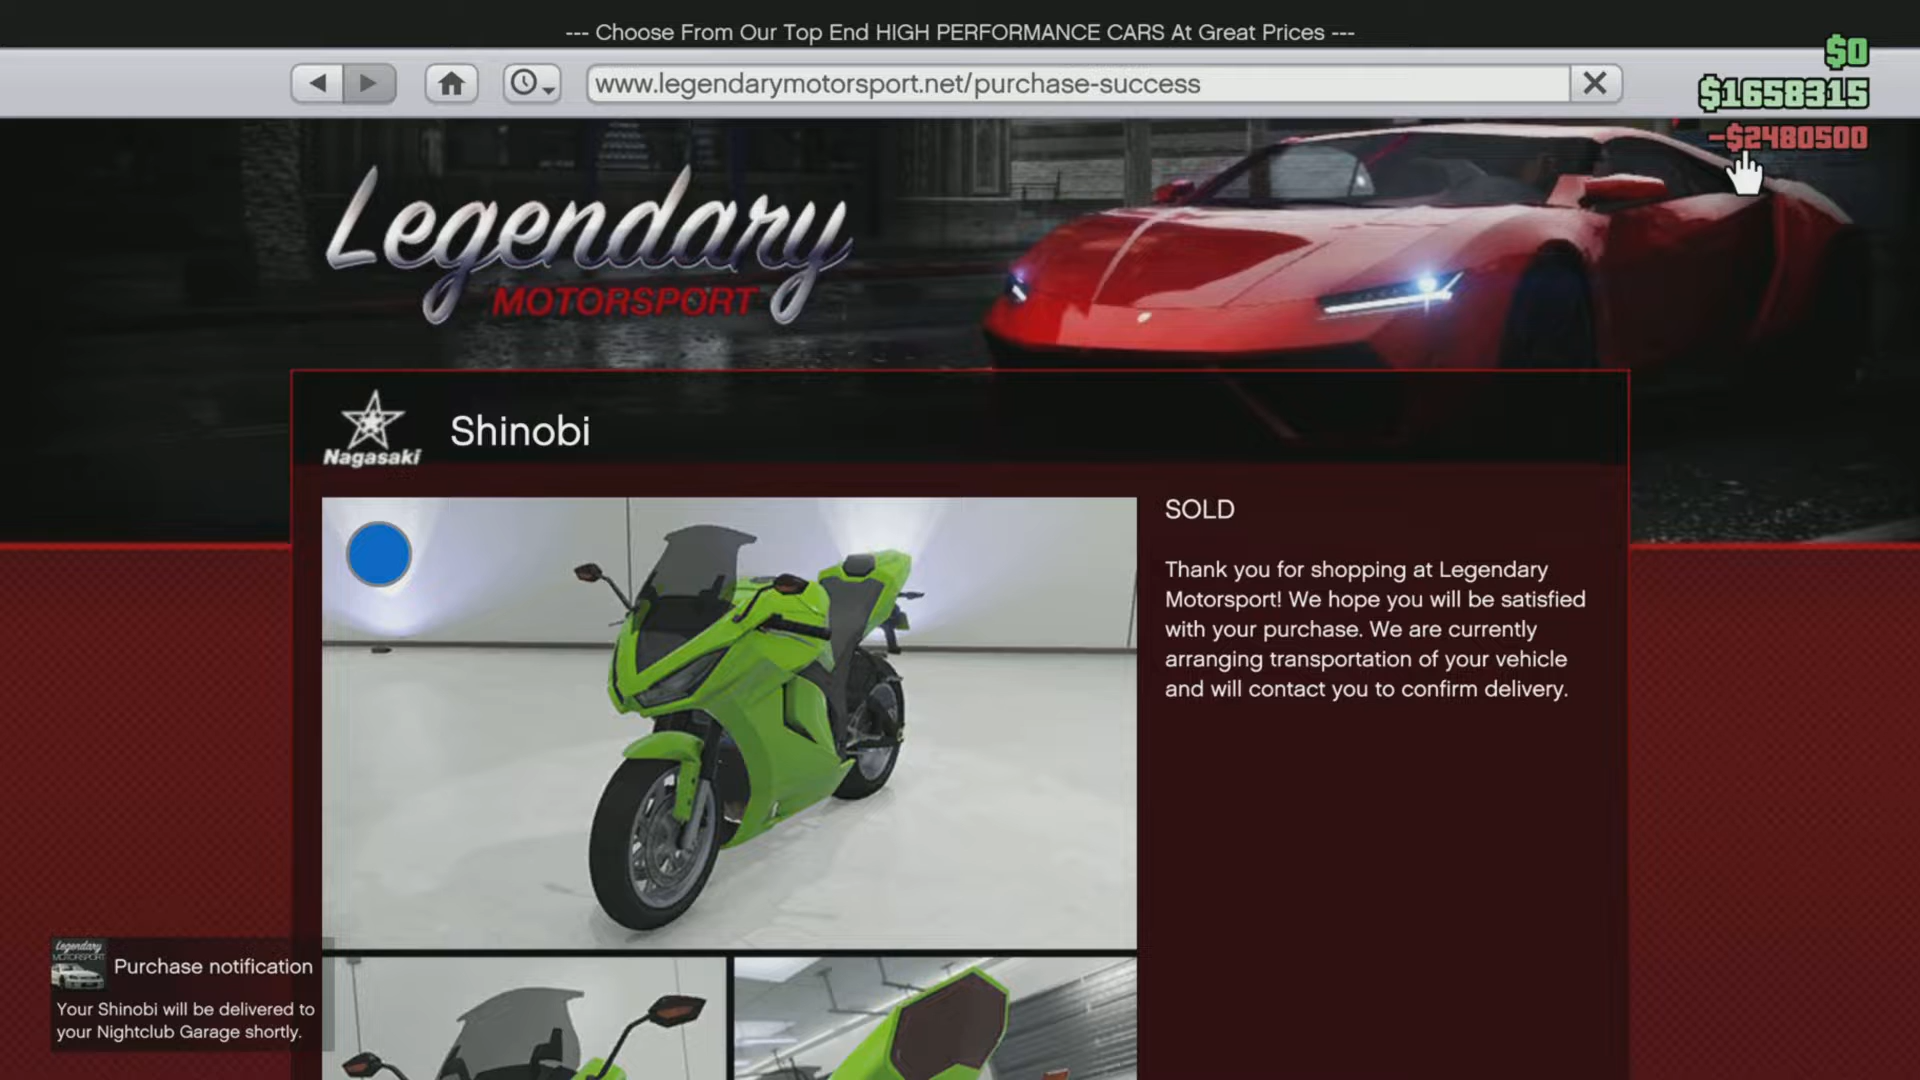 --- Choose From Our Top End HIGH PERFORMANCE CARS At Great Prices ---
$0
www.legendarymotorsport.net/purchase-success
$1658315
-$2480500
Legendary
MOTORSPORT
Nagasaki
Shinobi
SOLD
Thank you for shopping at Legendary
Motorsport! We hope you will be satisfied
with your purchase. We are currently
arranging transportation of your vehicle
and will contact you to confirm delivery.
Legendary
MOTORSPORT
Purchase notification
Your Shinobi will be delivered to
your Nightclub Garage shortly.